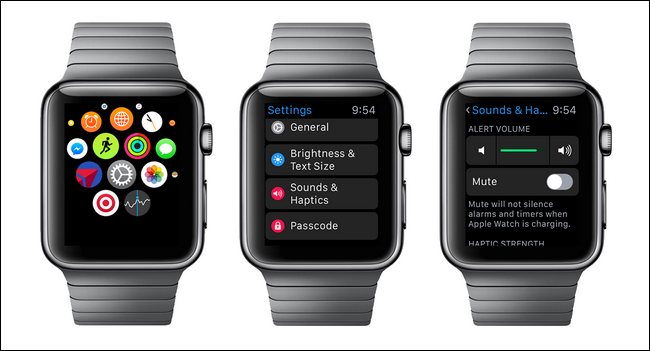 Settings 9:54
General
Brightness &
Text Size
Sounds &
Haptics
Passcode
Sounds & Ha... 9:54
ALERT VOLUME
Mute
Mute will not silence
alarms and timers when
Apple Watch is charging.
HAPTIC STRENGTH